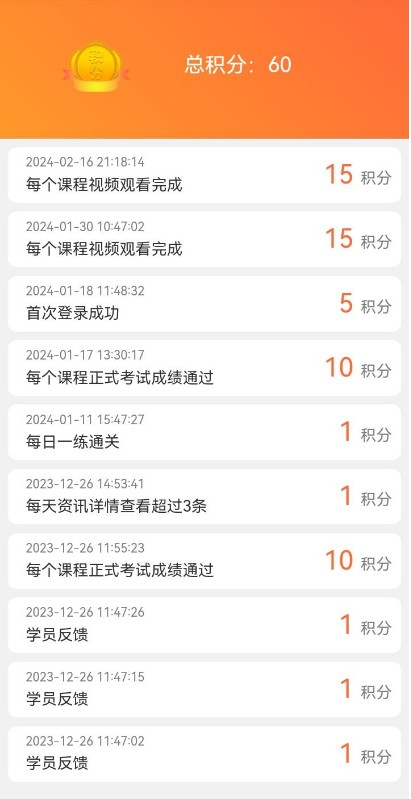 积分
总积分：60
2024-02-16 21:18:14
每个课程视频观看完成
15 积分
2024-01-30 10:47:02
每个课程视频观看完成
15 积分
2024-01-18 11:48:32
首次登录成功
5 积分
2024-01-17 13:30:17
每个课程正式考试成绩通过
10 积分
2024-01-11 15:47:27
每日一练通关
1 积分
2023-12-26 14:53:41
每天资讯详情查看超过3条
1 积分
2023-12-26 11:55:23
每个课程正式考试成绩通过
10 积分
2023-12-26 11:47:26
学员反馈
1 积分
2023-12-26 11:47:15
学员反馈
1 积分
2023-12-26 11:47:02
学员反馈
1 积分